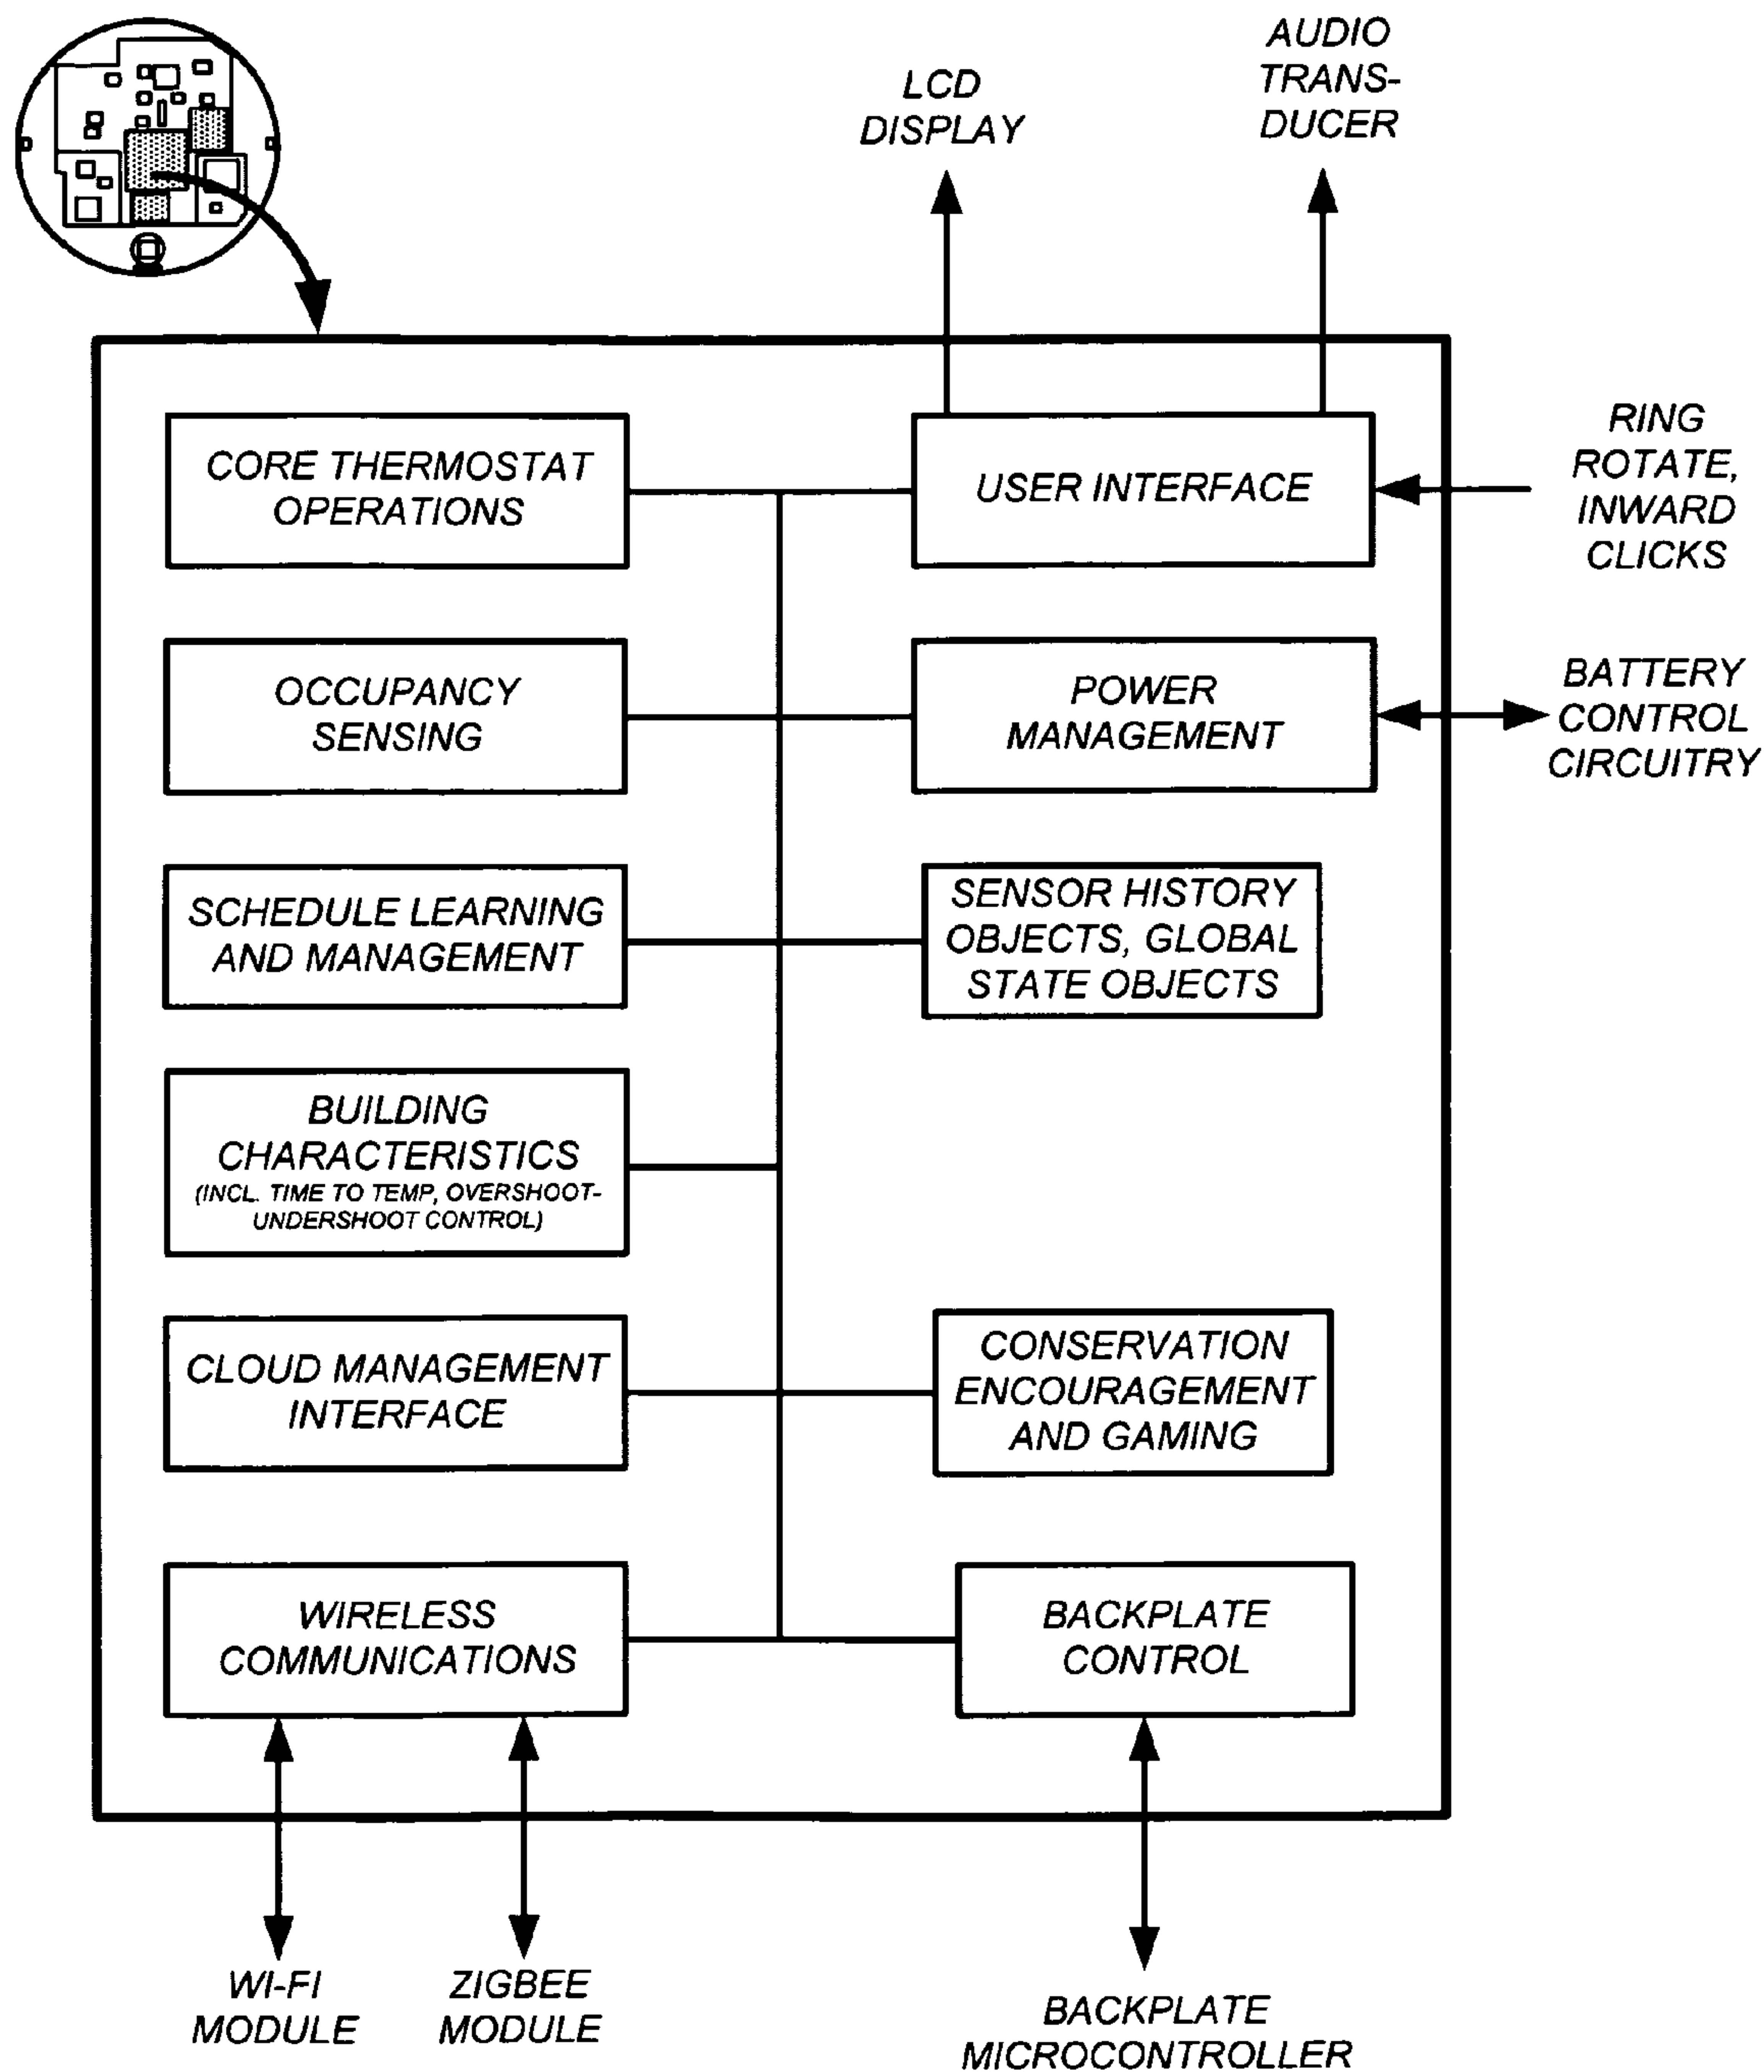 LCD
DISPLAY
AUDIO
TRANS-
DUCER
CORE THERMOSTAT
OPERATIONS
USER INTERFACE
RING
ROTATE,
INWARD
CLICKS
OCCUPANCY
SENSING
POWER
MANAGEMENT
BATTERY
CONTROL
CIRCUITRY
SCHEDULE LEARNING
AND MANAGEMENT
SENSOR HISTORY
OBJECTS, GLOBAL
STATE OBJECTS
BUILDING
CHARACTERISTICS
(INCL. TIME TO TEMP, OVERSHOOT-
UNDERSHOOT CONTROL)
CLOUD MANAGEMENT
INTERFACE
CONSERVATION
ENCOURAGEMENT
AND GAMING
WIRELESS
COMMUNICATIONS
BACKPLATE
CONTROL
WI-FI
MODULE
ZIGBEE
MODULE
BACKPLATE
MICROCONTROLLER